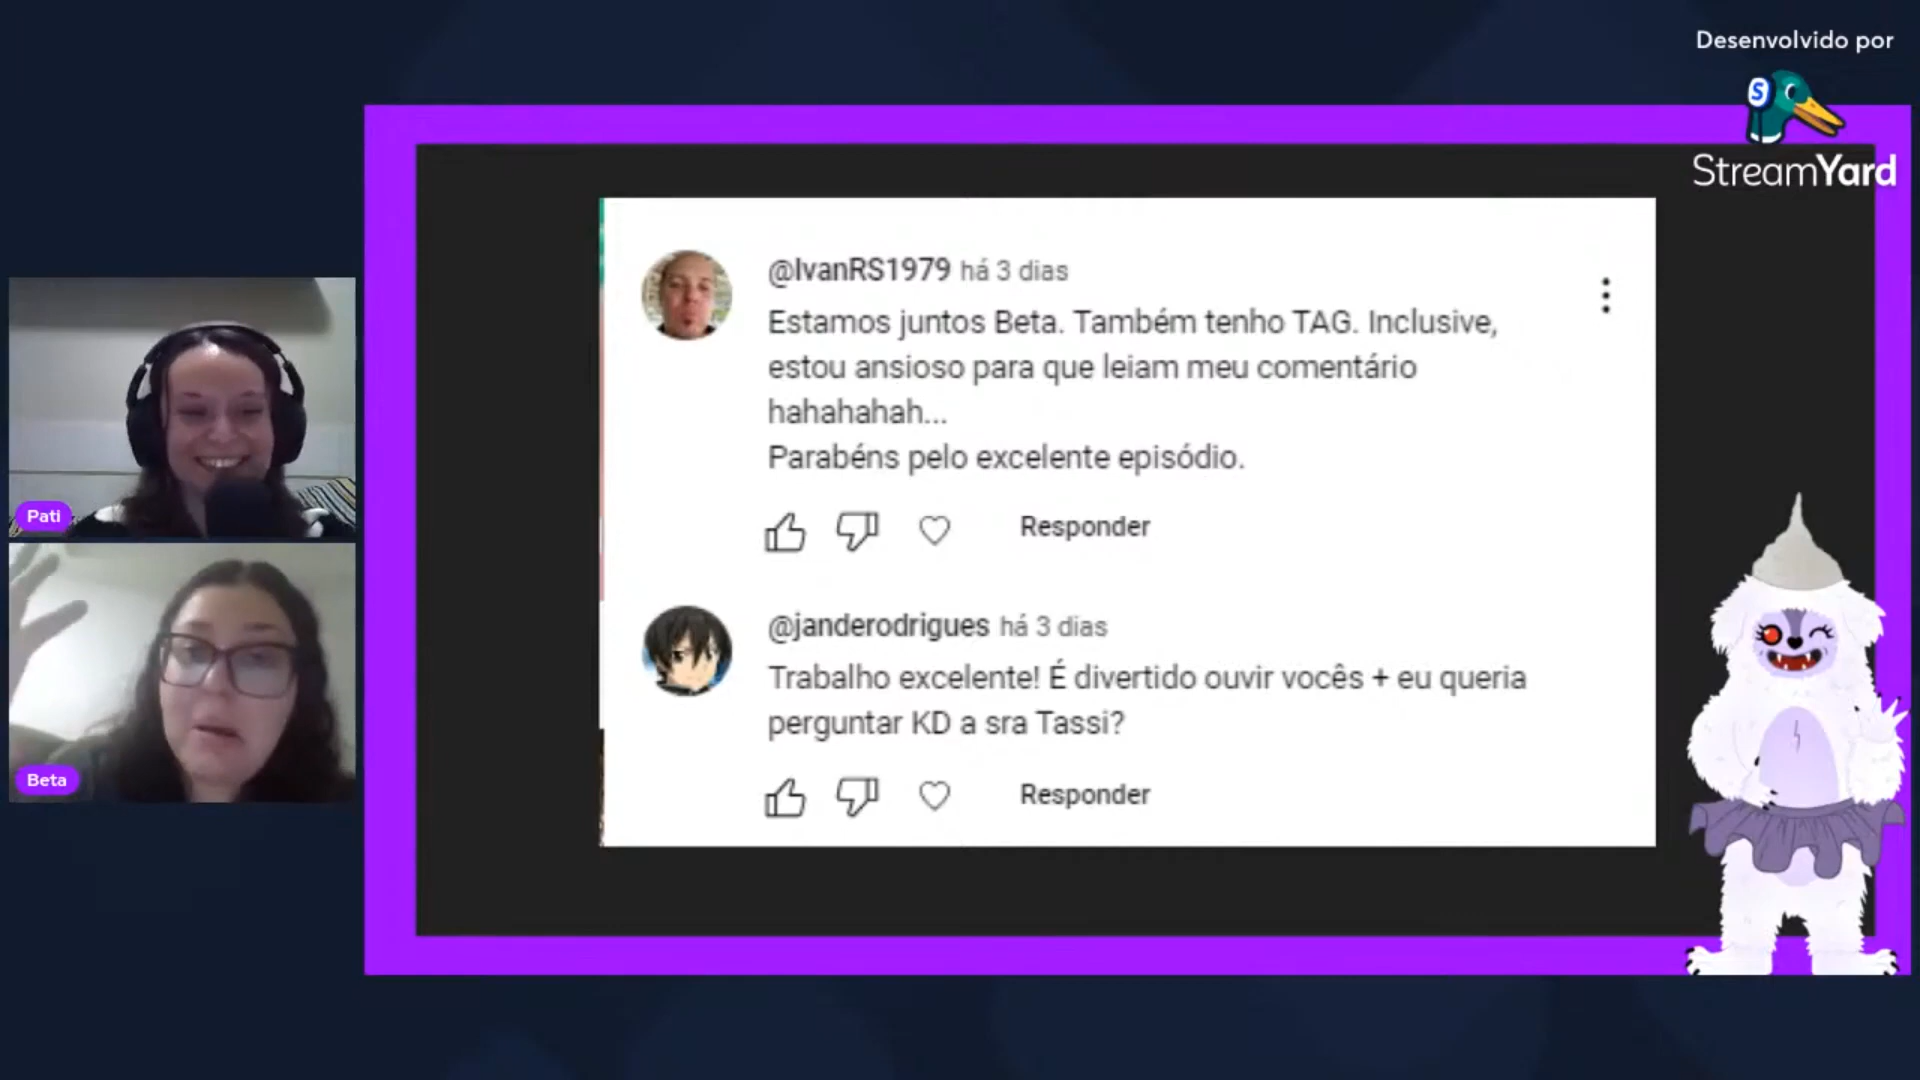 Desenvolvido por
S
StreamYard
@IvanRS1979 há 3 dias
Estamos juntos Beta. Também tenho TAG. Inclusive,
estou ansioso para que leiam meu comentário
hahahahah...
Parabéns pelo excelente episódio.
Responder
@janderodrigues há 3 dias
Trabalho excelente! É divertido ouvir vocês + eu queria
perguntar KD a sra Tassi?
Responder
Pati
Beta